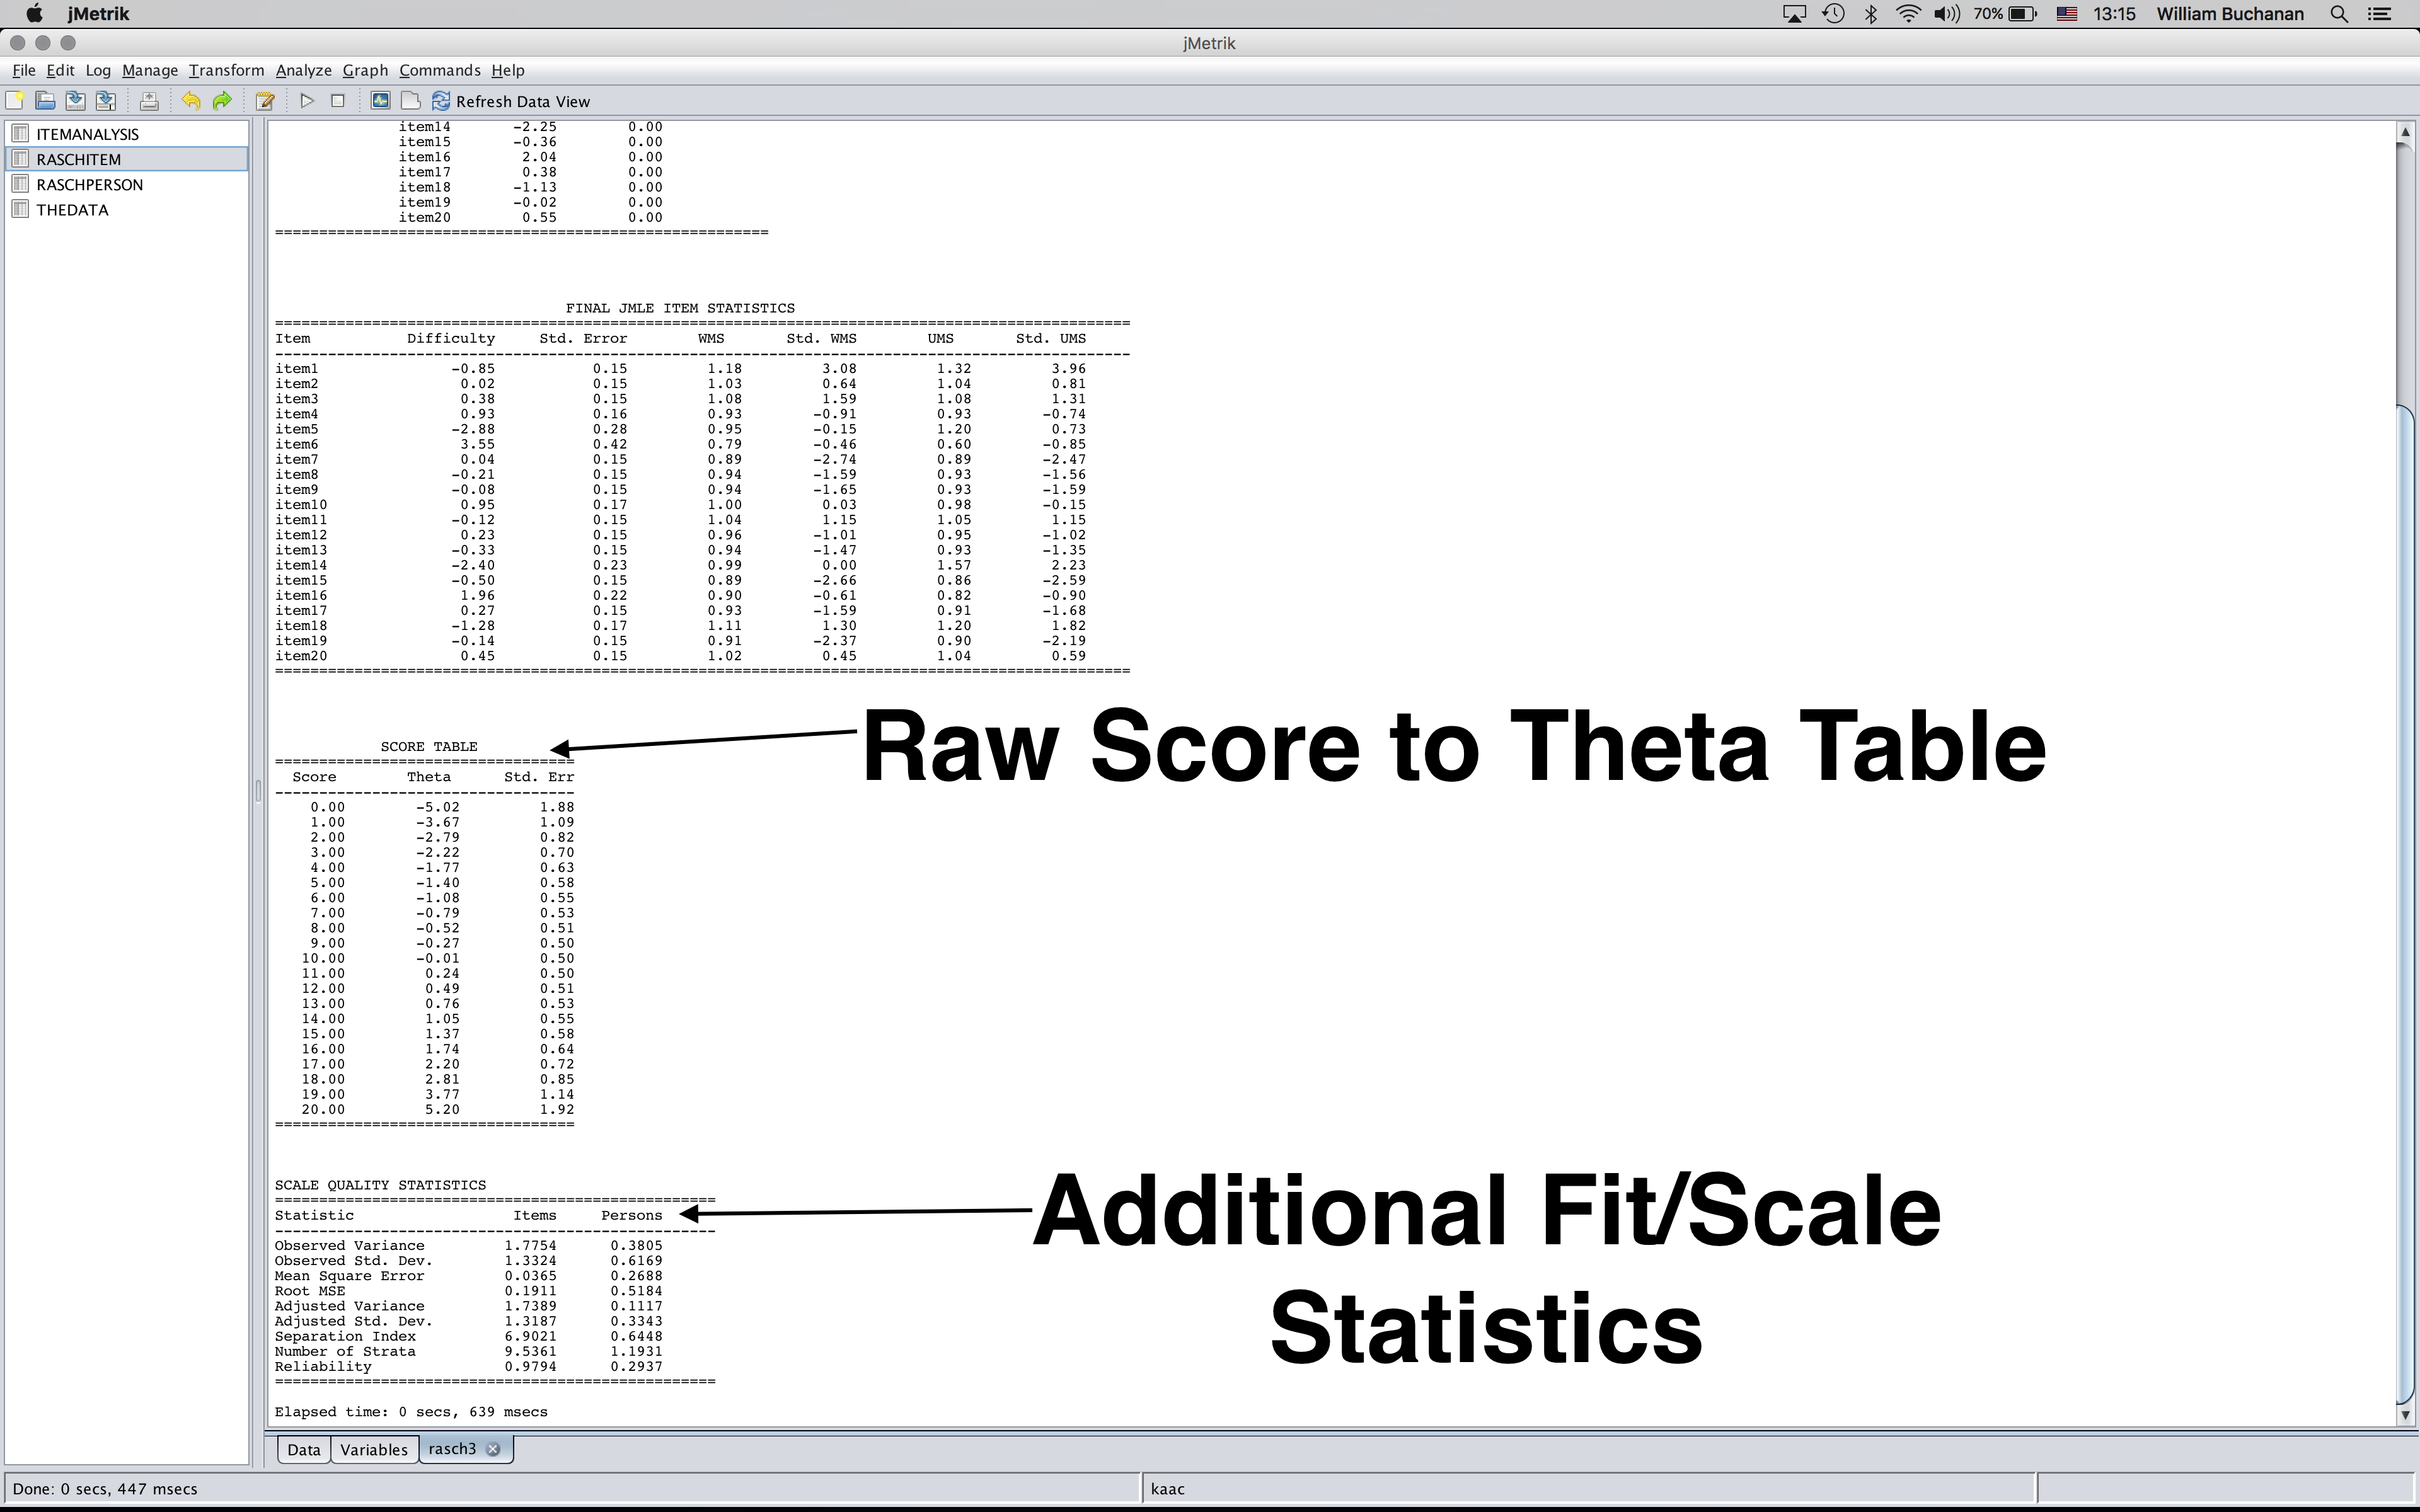 jMetrik 70% 13:15 William Buchanan
jMetrik
File Edit Log Manage Transform Analyze Graph Commands Help
Refresh Data View
ITEMANALYSIS
RASCHITEM
RASCHPERSON
THEDATA
item14 -2.25 0.00
item15 -0.36 0.00
item16 2.04 0.00
item17 0.38 0.00
item18 -1.13 0.00
item19 -0.02 0.00
item20 0.55 0.00
FINAL JMLE ITEM STATISTICS
Item Difficulty Std. Error WMS Std. WMS UMS Std. UMS
item1 -0.85 0.15 1.18 3.08 1.32 3.96
item2 0.02 0.15 1.03 0.64 1.04 0.81
item3 0.38 0.15 1.08 1.59 1.08 1.31
item4 0.93 0.16 0.93 -0.91 0.93 -0.74
item5 -2.88 0.28 0.95 -0.15 1.20 0.73
item6 3.55 0.42 0.79 -0.46 0.60 -0.85
item7 0.04 0.15 0.89 -2.74 0.89 -2.47
item8 -0.21 0.15 0.94 -1.59 0.93 -1.56
item9 -0.08 0.15 0.94 -1.65 0.93 -1.59
item10 0.95 0.17 1.00 0.03 0.98 -0.15
item11 -0.12 0.15 1.04 1.15 1.05 1.15
item12 0.23 0.15 0.96 -1.01 0.95 -1.02
item13 -0.33 0.15 0.94 -1.47 0.93 -1.35
item14 -2.40 0.23 0.99 0.00 1.57 2.23
item15 -0.50 0.15 0.89 -2.66 0.86 -2.59
item16 1.96 0.22 0.90 -0.61 0.82 -0.90
item17 0.27 0.15 0.93 -1.59 0.91 -1.68
item18 -1.28 0.17 1.11 1.30 1.20 1.82
item19 -0.14 0.15 0.91 -2.37 0.90 -2.19
item20 0.45 0.15 1.02 0.45 1.04 0.59
Raw Score to Theta Table
SCORE TABLE
Score Theta Std. Err
0.00 -5.02 1.88
1.00 -3.67 1.09
2.00 -2.79 0.82
3.00 -2.22 0.70
4.00 -1.77 0.63
5.00 -1.40 0.58
6.00 -1.08 0.55
7.00 -0.79 0.53
8.00 -0.52 0.51
9.00 -0.27 0.50
10.00 -0.01 0.50
11.00 0.24 0.50
12.00 0.49 0.51
13.00 0.76 0.53
14.00 1.05 0.55
15.00 1.37 0.58
16.00 1.74 0.64
17.00 2.20 0.72
18.00 2.81 0.85
19.00 3.77 1.14
20.00 5.20 1.92
Additional Fit/Scale
Statistics
SCALE QUALITY STATISTICS
Statistic Items Persons
Observed Variance 1.7754 0.3805
Observed Std. Dev. 1.3324 0.6169
Mean Square Error 0.0365 0.2688
Root MSE 0.1911 0.5184
Adjusted Variance 1.7389 0.1117
Adjusted Std. Dev. 1.3187 0.3343
Separation Index 6.9021 0.6448
Number of Strata 9.5361 1.1931
Reliability 0.9794 0.2937
Elapsed time: 0 secs, 639 msecs
Data Variables rasch3
Done: 0 secs, 447 msecs kaac